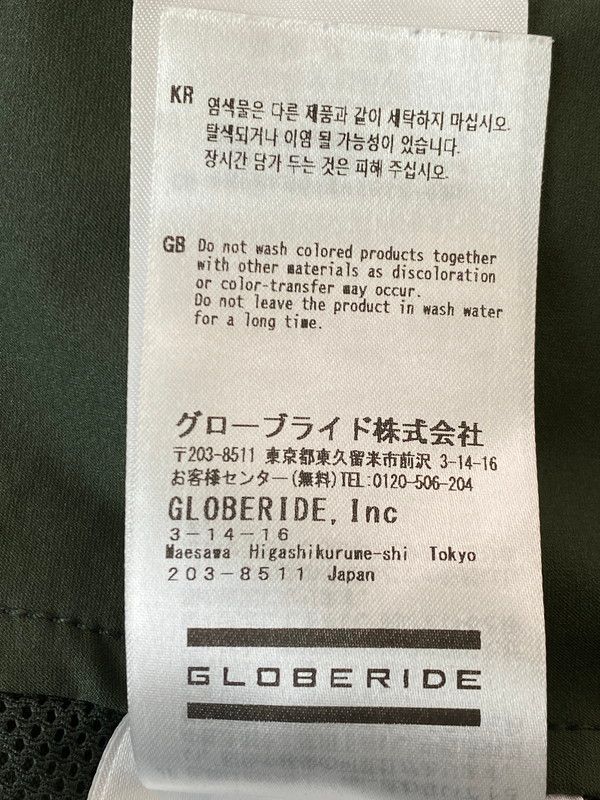 KR 염색물은 다른 제품과 같이 세탁하지 마십시오.
탈색되거나 이염 될 가능성이 있습니다.
장시간 담가 두는 것은 피해 주십시오.
GB Do not wash colored products together
with other materials as discoloration
or color-transfer may occur.
Do not leave the product in wash water
for a long time.
グローブライド株式会社
〒203-8511 東京都東久留米市前沢 3-14-16
お客様センター(無料)TEL:0120-506-204
GLOBERIDE, Inc
3-14-16
Maesawa Higashikurume-shi Tokyo
203-8511 Japan
GLOBERIDE